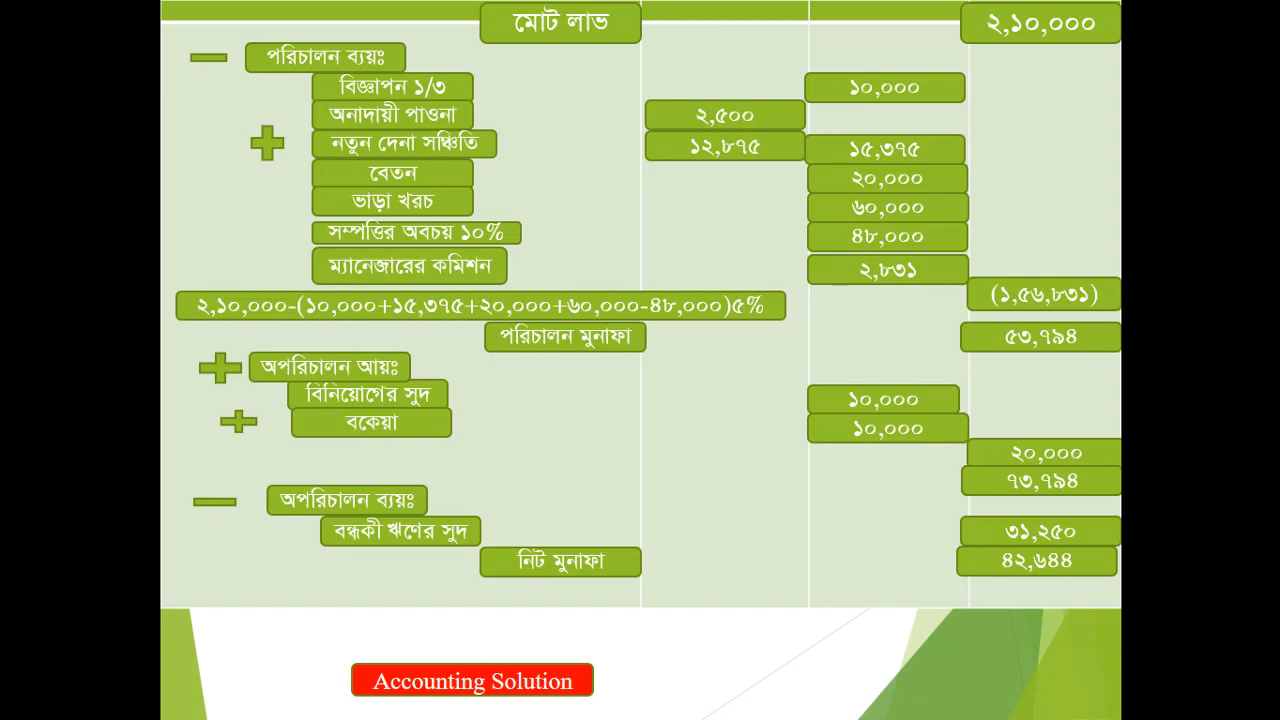 মোট লাভ ২,১০,০০০
পরিচালন ব্যয়ঃ
বিজ্ঞাপন ১/৩ ১০,০০০
অনাদায়ী পাওনা ২,৫০০
নতুন দেনা সঞ্চিতি ১২,৮৭৫ ১৫,৩৭৫
বেতন ২০,০০০
ভাড়া খরচ ৬০,০০০
সম্পত্তির অবচয় ১০% ৪৮,০০০
ম্যানেজারের কমিশন ২,৮৩১
(১,৫৬,৮৩১)
২,১০,০০০-(১০,০০০+১৫,৩৭৫+২০,০০০+৬০,০০০-৪৮,০০০)৫%
পরিচালন মুনাফা ৫৩,৭৯৪
অপরিচালন আয়ঃ
বিনিয়োগের সুদ ১০,০০০
বকেয়া ১০,০০০
২০,০০০
৭৩,৭৯৪
অপরিচালন ব্যয়ঃ
বন্ধকী ঋণের সুদ ৩১,২৫০
নিট মুনাফা ৪২,৬৪৪
Accounting Solution